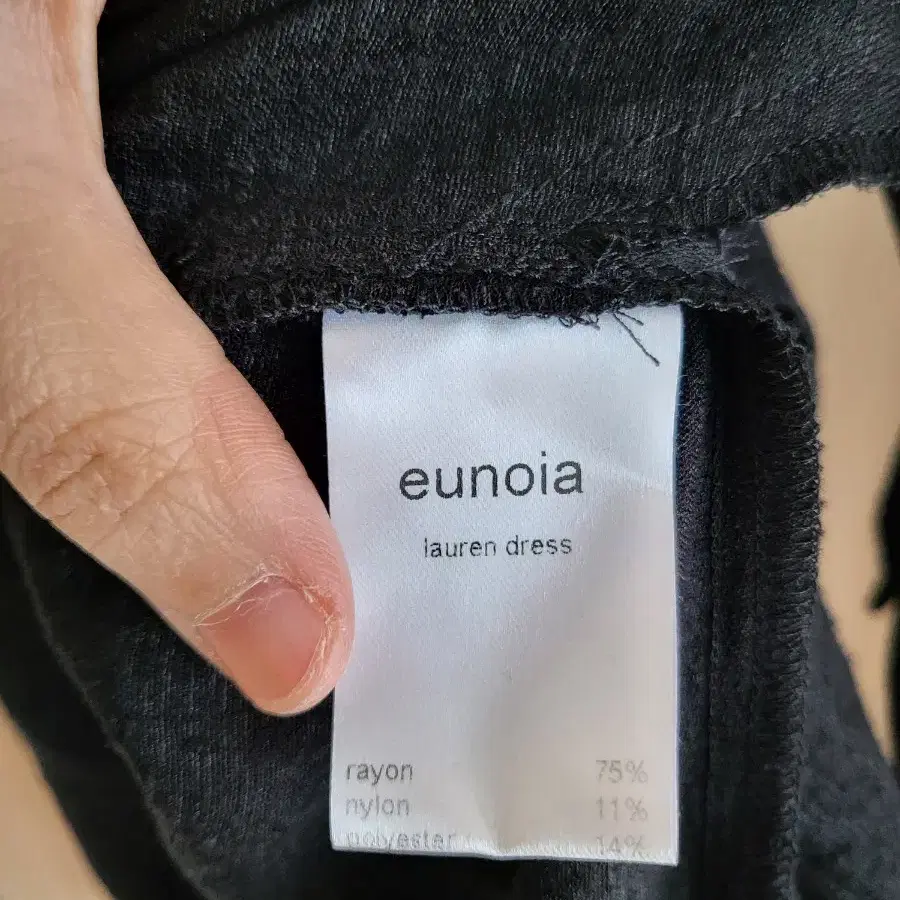 eunoia
lauren dress
rayon 75%
nylon 11%
polyester 14%